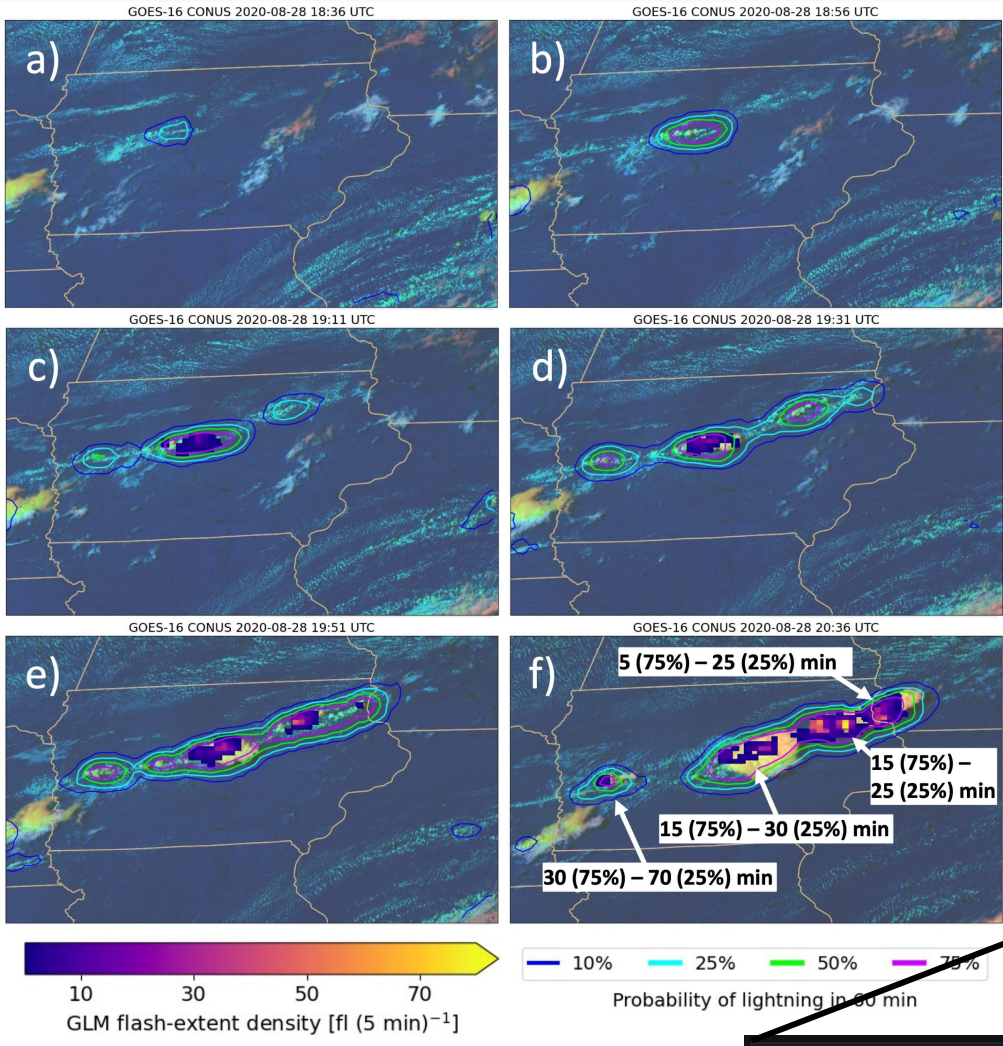 GOES-16 CONUS 2020-08-28 18:36 UTC
a)
GOES-16 CONUS 2020-08-28 18:56 UTC
b)
GOES-16 CONUS 2020-08-28 19:11 UTC
c)
GOES-16 CONUS 2020-08-28 19:31 UTC
d)
GOES-16 CONUS 2020-08-28 19:51 UTC
e)
GOES-16 CONUS 2020-08-28 20:36 UTC
f)
5 (75%) – 25 (25%) min
15 (75%) –
25 (25%) min
15 (75%) – 30 (25%) min
30 (75%) – 70 (25%) min
10 30 50 70
GLM flash-extent density [fl (5 min)⁻¹]
10% 25% 50% 75%
Probability of lightning in 60 min